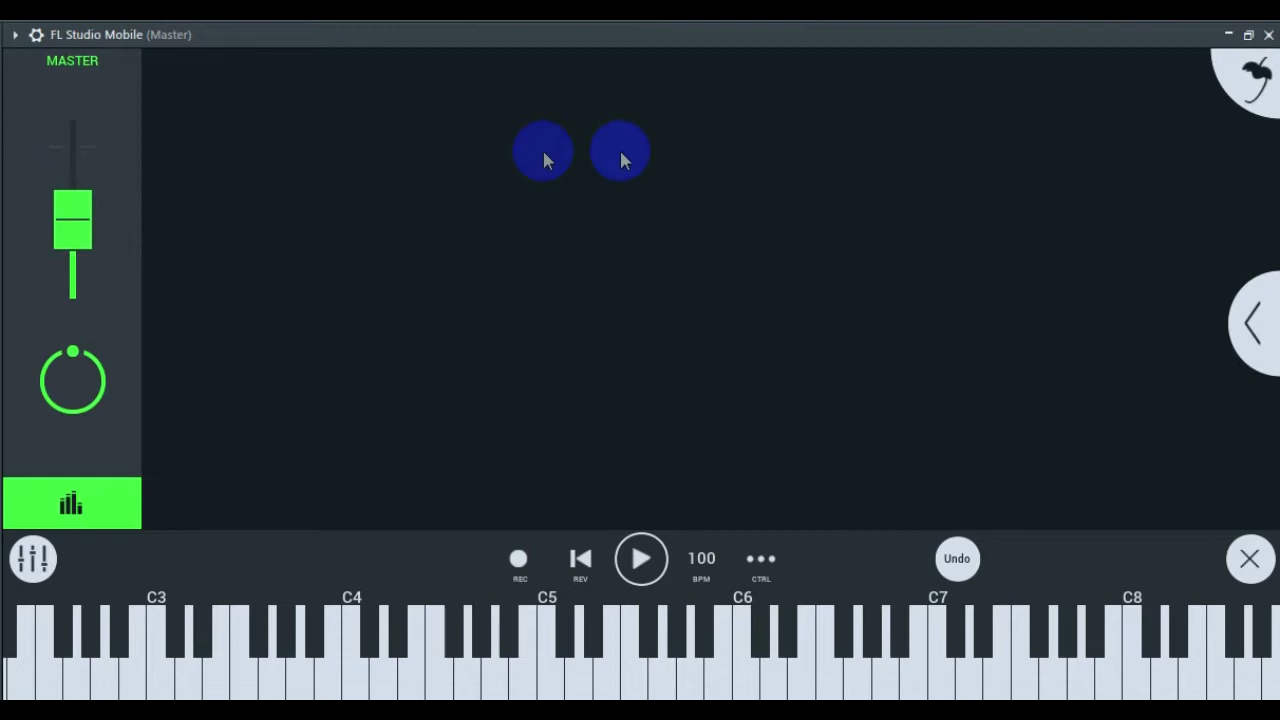 FL Studio Mobile (Master)
MASTER
100
Undo
REC
REV
BPM
CTRL
C3
C4
C5
C6
C7
C8